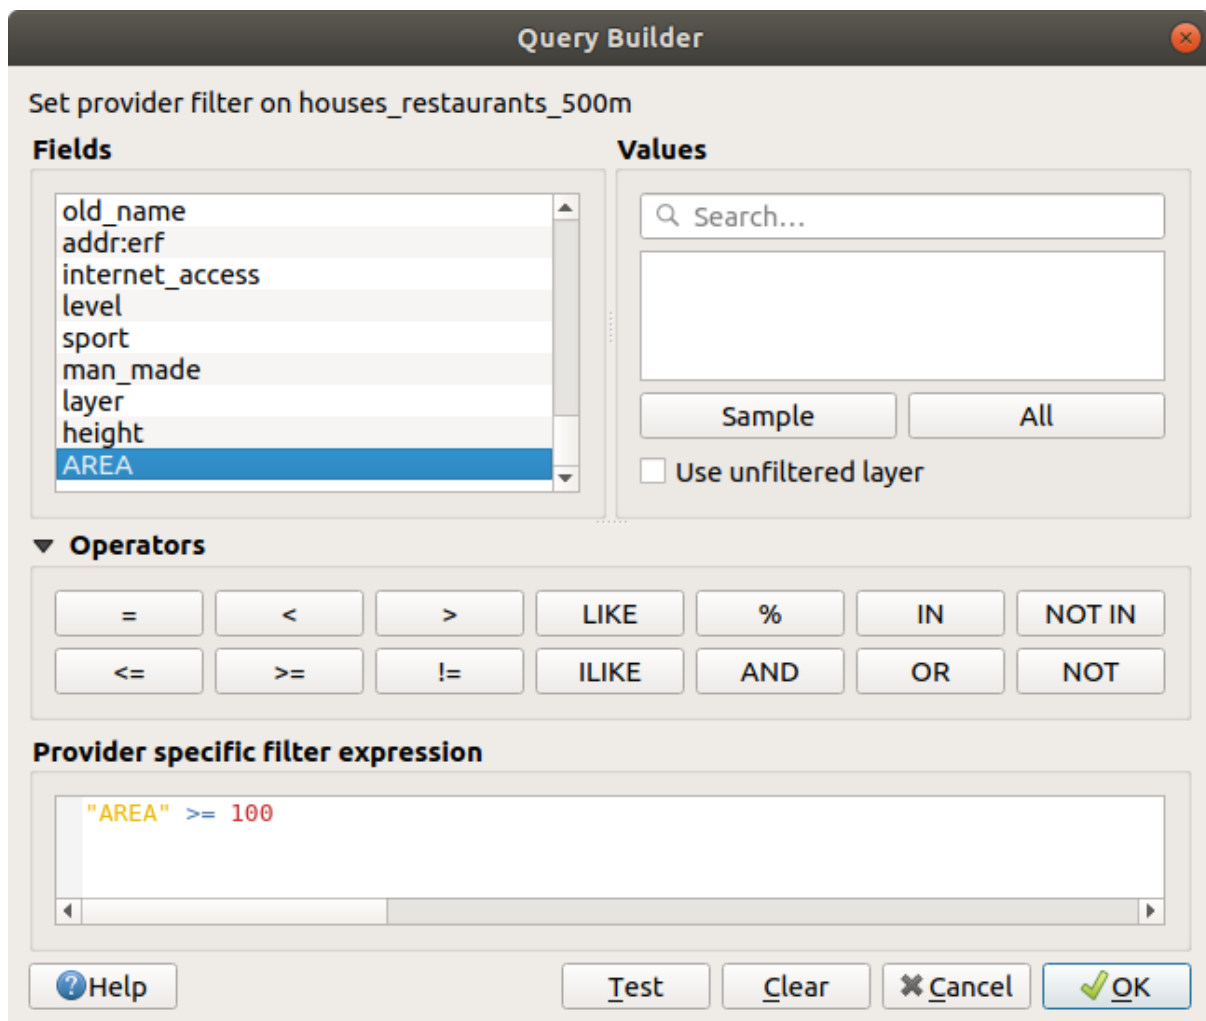 Query Builder
Set provider filter on houses_restaurants_500m
Fields
Values
old_name
addr:erf
internet_access
level
sport
man_made
layer
height
AREA
Search...
Sample All
Use unfiltered layer
Operators
= < > LIKE % IN NOT IN
<= >= != ILIKE AND OR NOT
Provider specific filter expression
"AREA" >= 100
Help Test Clear Cancel OK